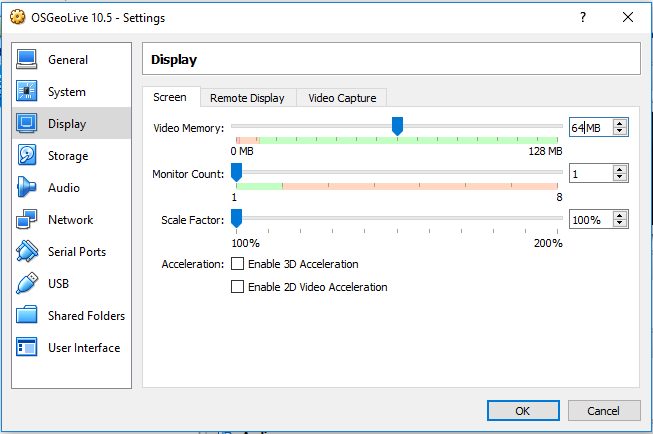 OSGeoLive 10.5 - Settings
?
General
System
Display
Storage
Audio
Network
Serial Ports
USB
Shared Folders
User Interface
Display
Screen
Remote Display
Video Capture
Video Memory:
64 MB
0 MB
128 MB
Monitor Count:
1
1
8
Scale Factor:
100%
100%
200%
Acceleration:
Enable 3D Acceleration
Enable 2D Video Acceleration
OK
Cancel